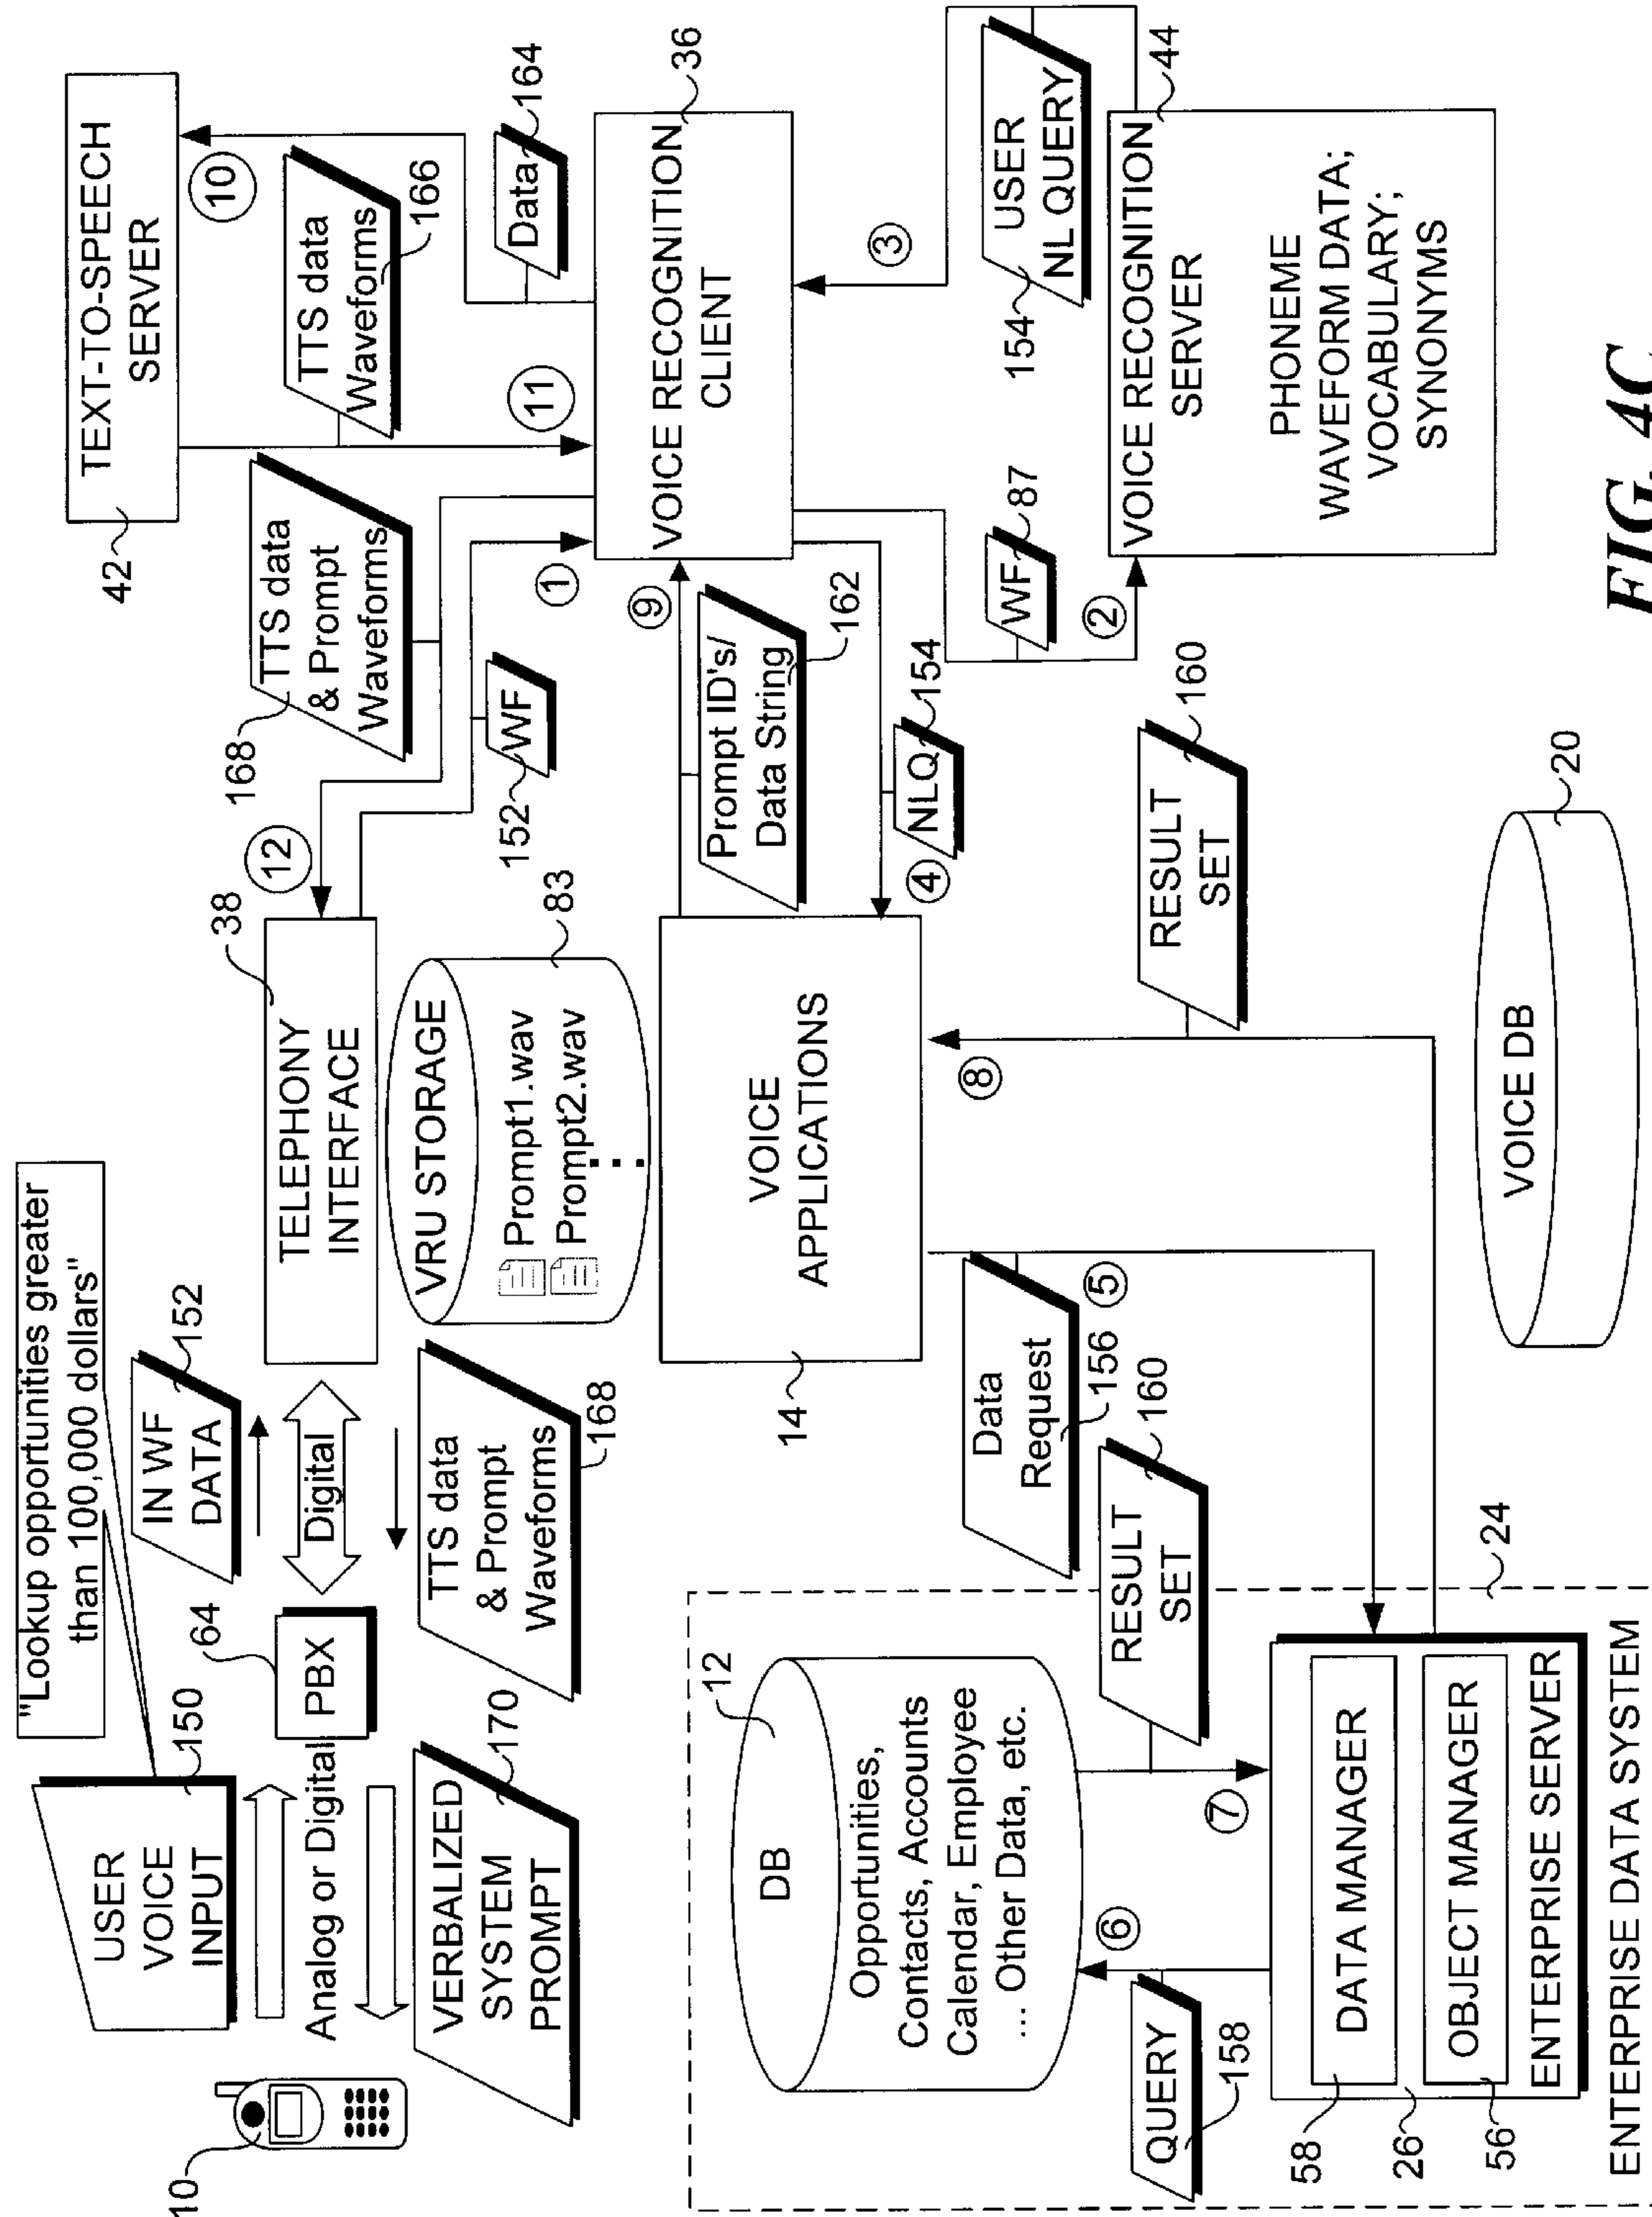 "Lookup opportunities greater
than 100,000 dollars"
10
USER
VOICE
INPUT
150
Analog or Digital
VERBALIZED
SYSTEM
PROMPT
170
64
PBX
IN WF
DATA
152
Digital
TTS data
& Prompt
Waveforms
168
38
TELEPHONY
INTERFACE
12
168
TTS data
& Prompt
Waveforms
152
WF
1
42
TEXT-TO-SPEECH
SERVER
10
TTS data
Waveforms
166
11
Data
164
VRU STORAGE
Prompt1.wav
Prompt2.wav
83
VOICE RECOGNITION
CLIENT
36
9
Prompt ID's/
Data String
162
NLQ
154
4
14
VOICE
APPLICATIONS
WF
87
2
3
USER
NL QUERY
154
VOICE RECOGNITION
SERVER
44
PHONEME
WAVEFORM DATA;
VOCABULARY;
SYNONYMS
Data
Request
156
5
RESULT
SET
160
8
RESULT
SET
160
7
12
DB
Opportunities,
Contacts, Accounts
Calendar, Employee
... Other Data, etc.
6
QUERY
158
58
DATA MANAGER
26
56
OBJECT MANAGER
ENTERPRISE SERVER
24
ENTERPRISE DATA SYSTEM
VOICE DB
20
FIG. 4C